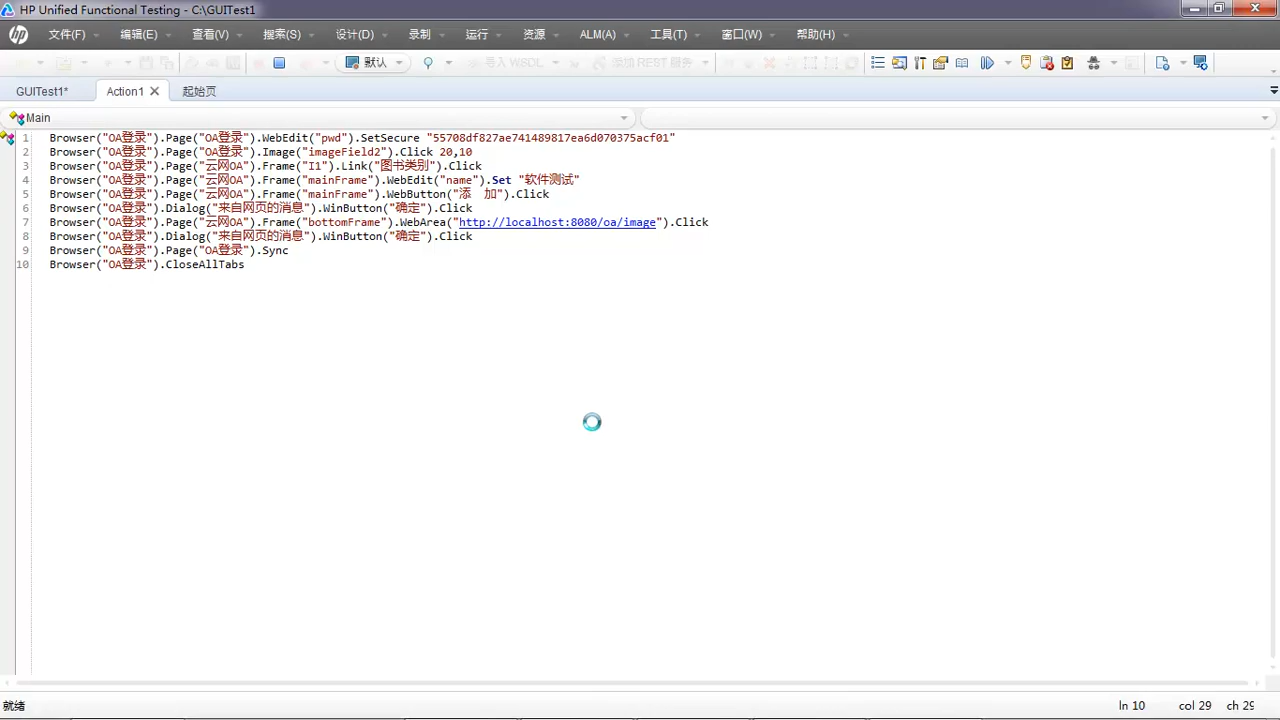 HP Unified Functional Testing - C:\GUITest1
文件(F) 编辑(E) 查看(V) 搜索(S) 设计(D) 录制 运行 资源 ALM(A) 工具(T) 窗口(W) 帮助(H)
默认 导入 WSDL 添加 REST 服务
GUITest1* Action1 起始页
Main
1 Browser("OA登录").Page("OA登录").WebEdit("pwd").SetSecure "55708df827ae741489817ea6d070375acf01"
2 Browser("OA登录").Page("OA登录").Image("imageField2").Click 20,10
3 Browser("OA登录").Page("云网OA").Frame("I1").Link("图书类别").Click
4 Browser("OA登录").Page("云网OA").Frame("mainFrame").WebEdit("name").Set "软件测试"
5 Browser("OA登录").Page("云网OA").Frame("mainFrame").WebButton("添 加").Click
6 Browser("OA登录").Dialog("来自网页的消息").WinButton("确定").Click
7 Browser("OA登录").Page("云网OA").Frame("bottomFrame").WebArea("http://localhost:8080/oa/image").Click
8 Browser("OA登录").Dialog("来自网页的消息").WinButton("确定").Click
9 Browser("OA登录").Page("OA登录").Sync
10 Browser("OA登录").CloseAllTabs
就绪 ln 10 col 29 ch 29